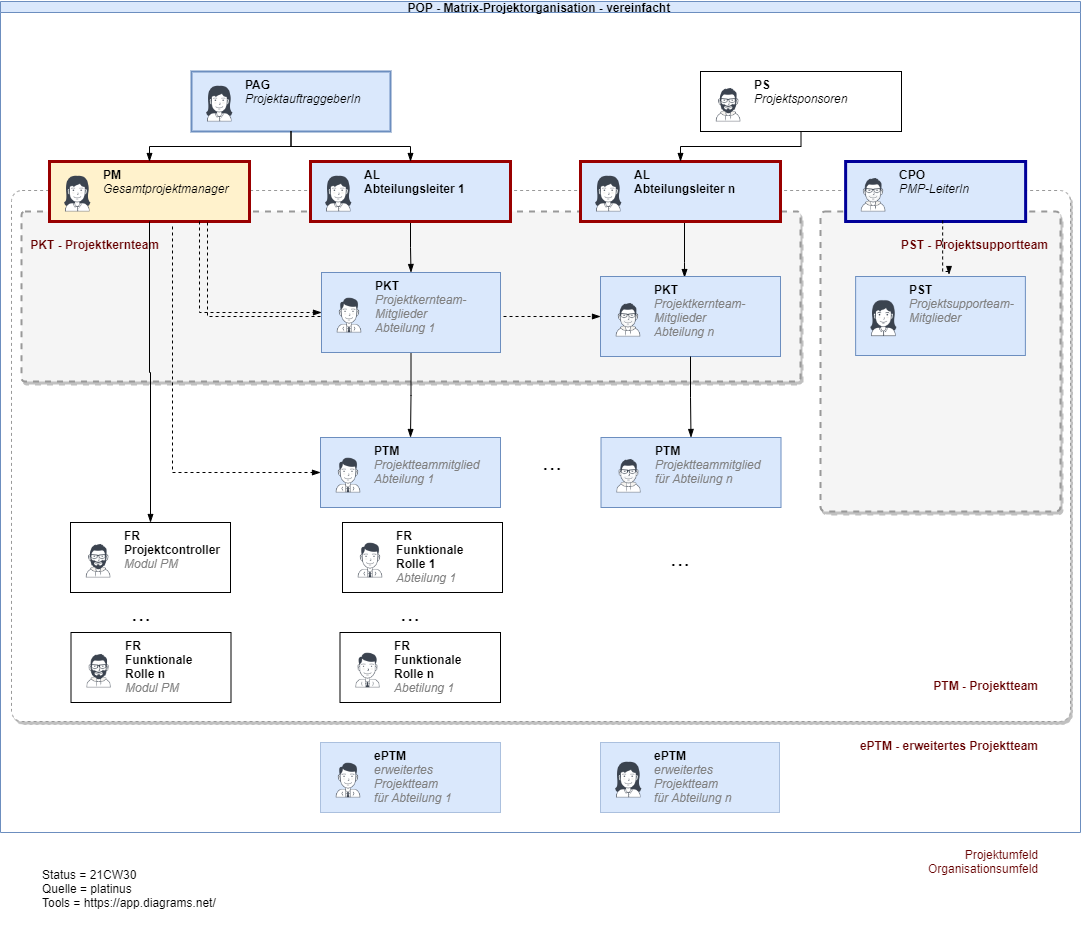 POP - Matrix-Projektorganisation - vereinfacht
PAG
ProjektauftraggeberIn
PS
Projektsponsoren
PM
Gesamtprojektmanager
AL
Abteilungsleiter 1
AL
Abteilungsleiter n
CPO
PMP-LeiterIn
PKT - Projektkernteam
PST - Projektsupportteam
PKT
Projektkernteam-
Mitglieder
Abteilung 1
PKT
Projektkernteam-
Mitglieder
Abteilung n
PST
Projektsupporteam-
Mitglieder
PTM
Projektteammitglied
Abteilung 1
...
PTM
Projektteammitglied
für Abteilung n
FR
Projektcontroller
Modul PM
FR
Funktionale
Rolle 1
Abteilung 1
...
...
...
FR
Funktionale
Rolle n
Modul PM
FR
Funktionale
Rolle n
Abetilung 1
PTM - Projektteam
ePTM - erweitertes Projektteam
ePTM
erweitertes
Projektteam
für Abteilung 1
ePTM
erweitertes
Projektteam
für Abteilung n
Projektumfeld
Organisationsumfeld
Status = 21CW30
Quelle = platinus
Tools = https://app.diagrams.net/